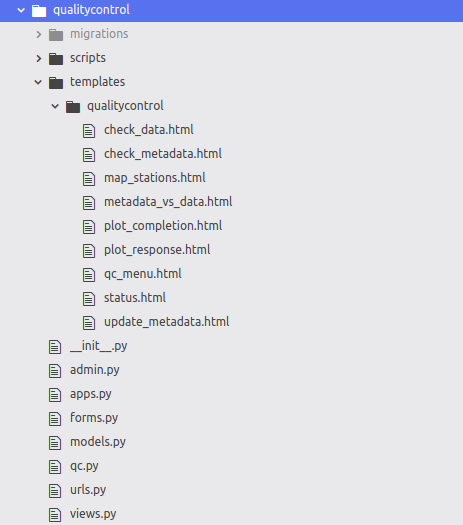 qualitycontrol
migrations
scripts
templates
qualitycontrol
check_data.html
check_metadata.html
map_stations.html
metadata_vs_data.html
plot_completion.html
plot_response.html
qc_menu.html
status.html
update_metadata.html
__init__.py
admin.py
apps.py
forms.py
models.py
qc.py
urls.py
views.py